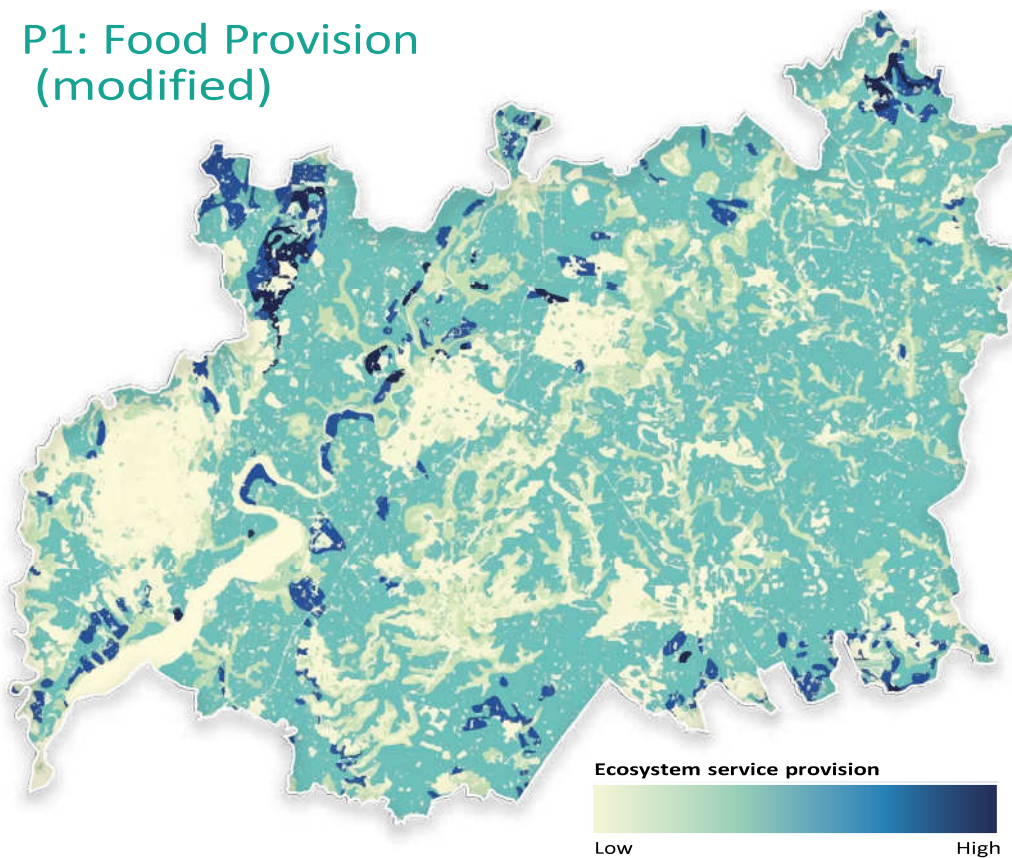 P1: Food Provision
(modified)
Ecosystem service provision
Low High